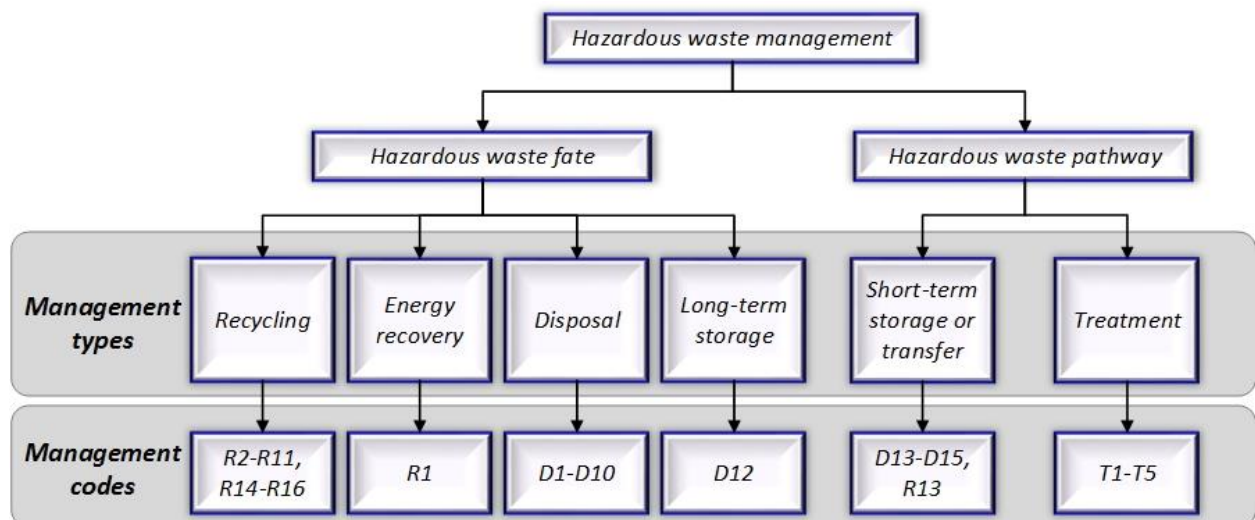 Hazardous waste management
Hazardous waste fate
Hazardous waste pathway
Management
types
Recycling
Energy
recovery
Disposal
Long-term
storage
Short-term
storage or
transfer
Treatment
Management
codes
R2-R11,
R14-R16
R1
D1-D10
D12
D13-D15,
R13
T1-T5